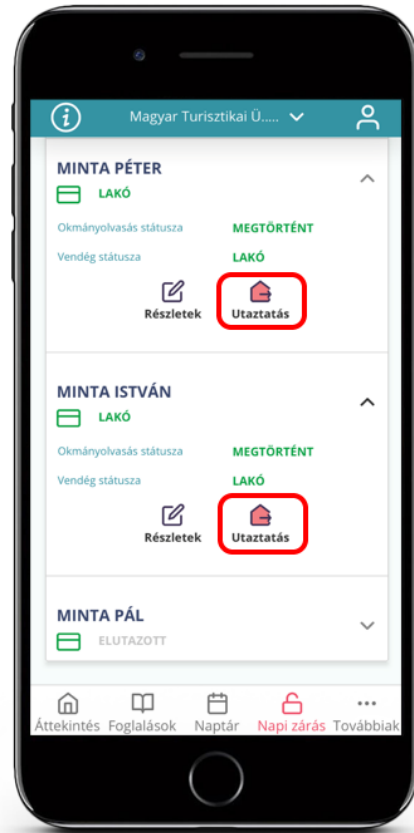 Magyar Turisztikai Ü.....
MINTA PÉTER
LAKÓ
Okmányolvasás státusza MEGTÖRTÉNT
Vendég státusza LAKÓ
Részletek Utaztatás
MINTA ISTVÁN
LAKÓ
Okmányolvasás státusza MEGTÖRTÉNT
Vendég státusza LAKÓ
Részletek Utaztatás
MINTA PÁL
ELUTAZOTT
Áttekintés Foglalások Naptár Napi zárás Továbbiak